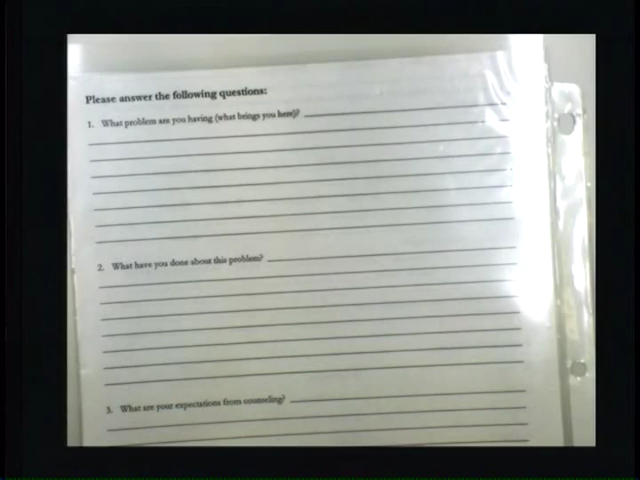 Please answer the following questions:
1. What problem are you having (what brings you here)?
2. What have you done about this problem?
3. What are your expectations from counseling?